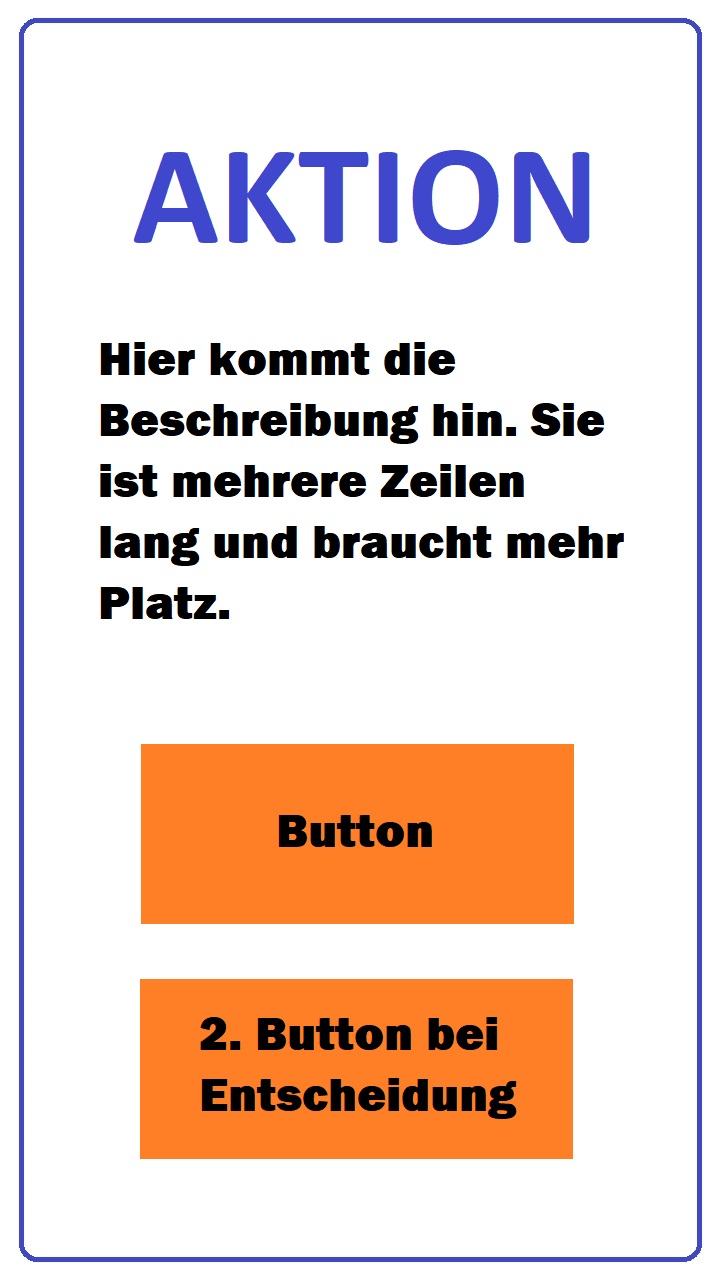 AKTION
Hier kommt die
Beschreibung hin. Sie
ist mehrere Zeilen
lang und braucht mehr
Platz.
Button
2. Button bei
Entscheidung